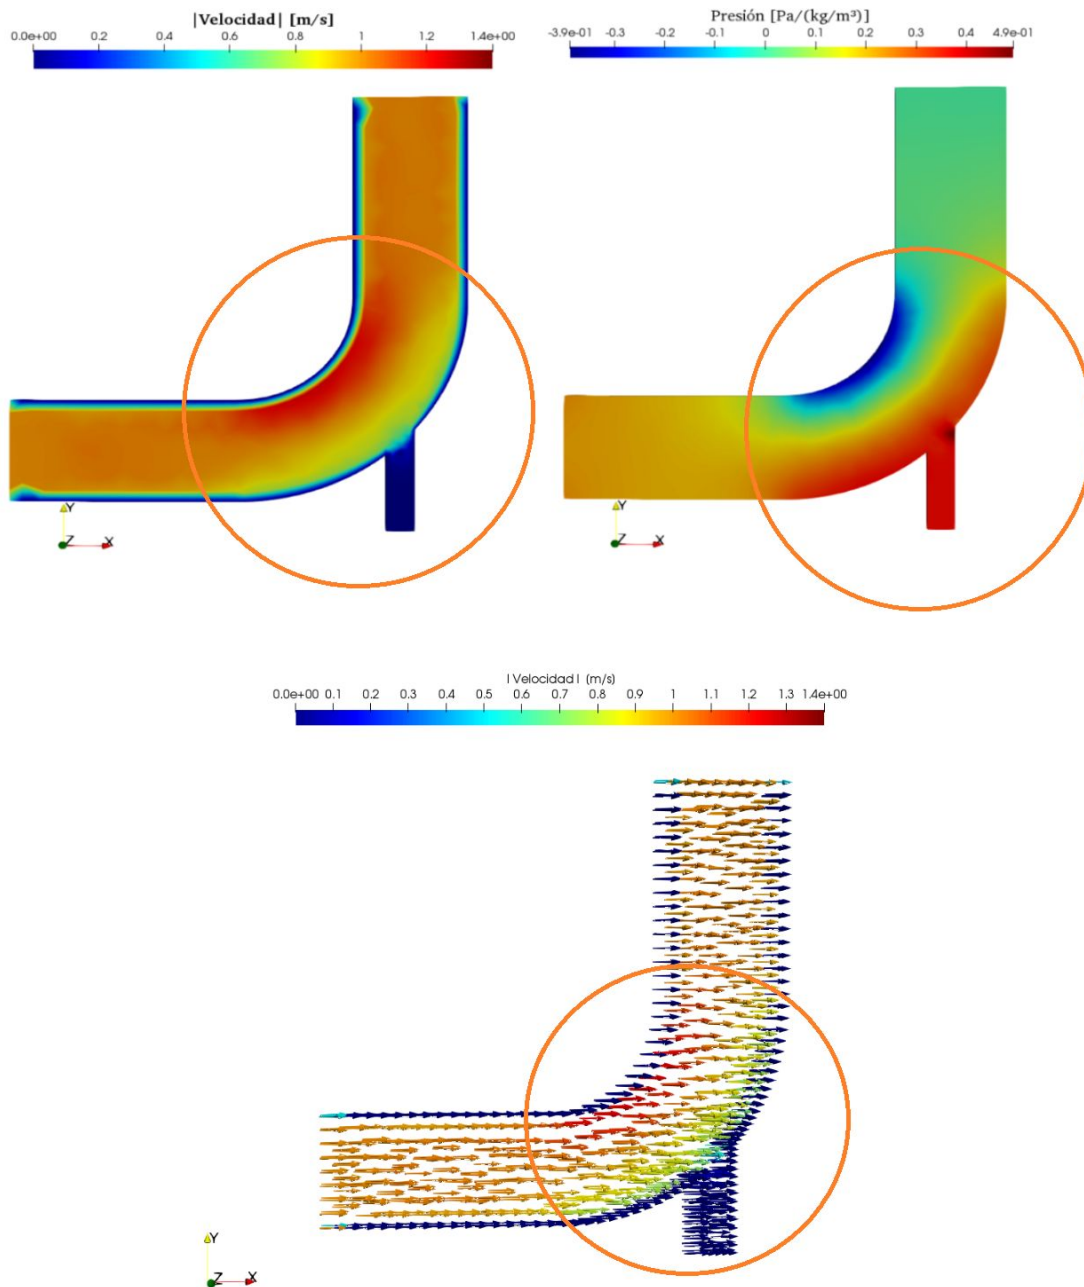 |Velocidad| [m/s]
0.0e+00 0.2 0.4 0.6 0.8 1 1.2 1.4e+00
Presión [Pa/(kg/m³)]
-3.9e-01 -0.3 -0.2 -0.1 0 0.1 0.2 0.3 0.4 4.9e-01
Y
Z X
Y
Z X
| Velocidad | (m/s)
0.0e+00 0.1 0.2 0.3 0.4 0.5 0.6 0.7 0.8 0.9 1 1.1 1.2 1.3 1.4e+00
Y
Z X